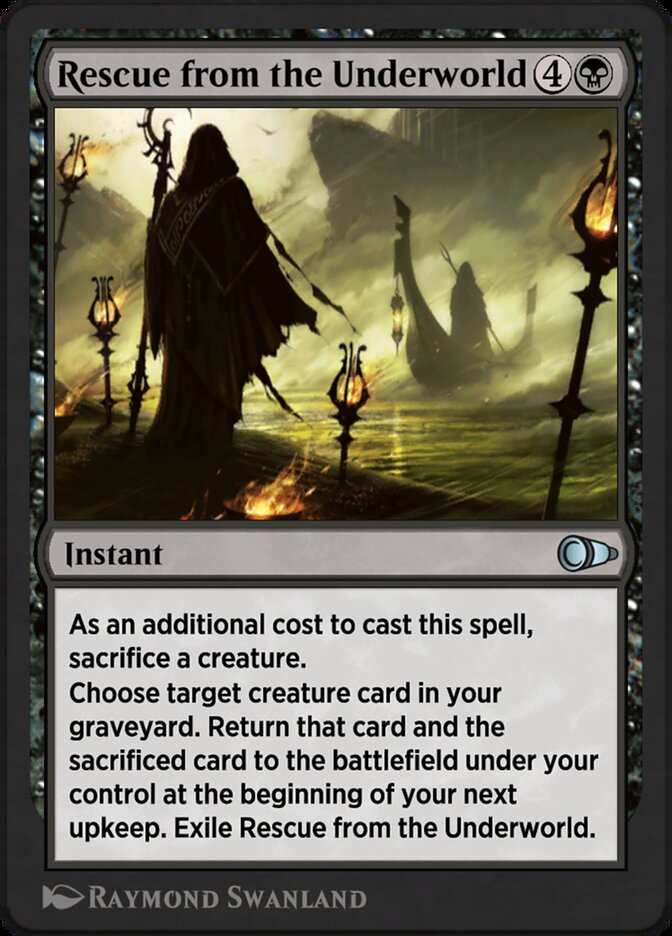 Rescue from the Underworld 4
Instant
As an additional cost to cast this spell,
sacrifice a creature.
Choose target creature card in your
graveyard. Return that card and the
sacrificed card to the battlefield under your
control at the beginning of your next
upkeep. Exile Rescue from the Underworld.
Raymond Swanland